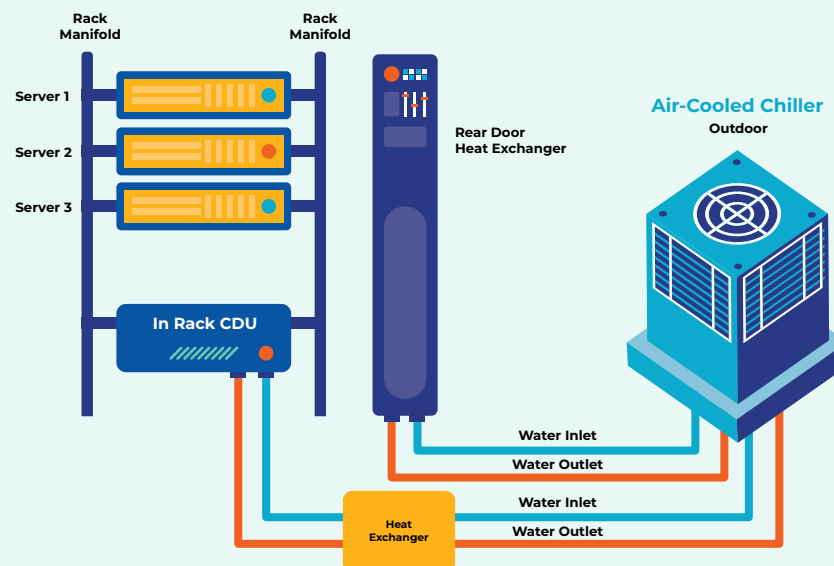 Rack
Manifold
Rack
Manifold
Server 1
Server 2
Server 3
In Rack CDU
Rear Door
Heat Exchanger
Air-Cooled Chiller
Outdoor
Water Inlet
Water Outlet
Water Inlet
Water Outlet
Heat
Exchanger